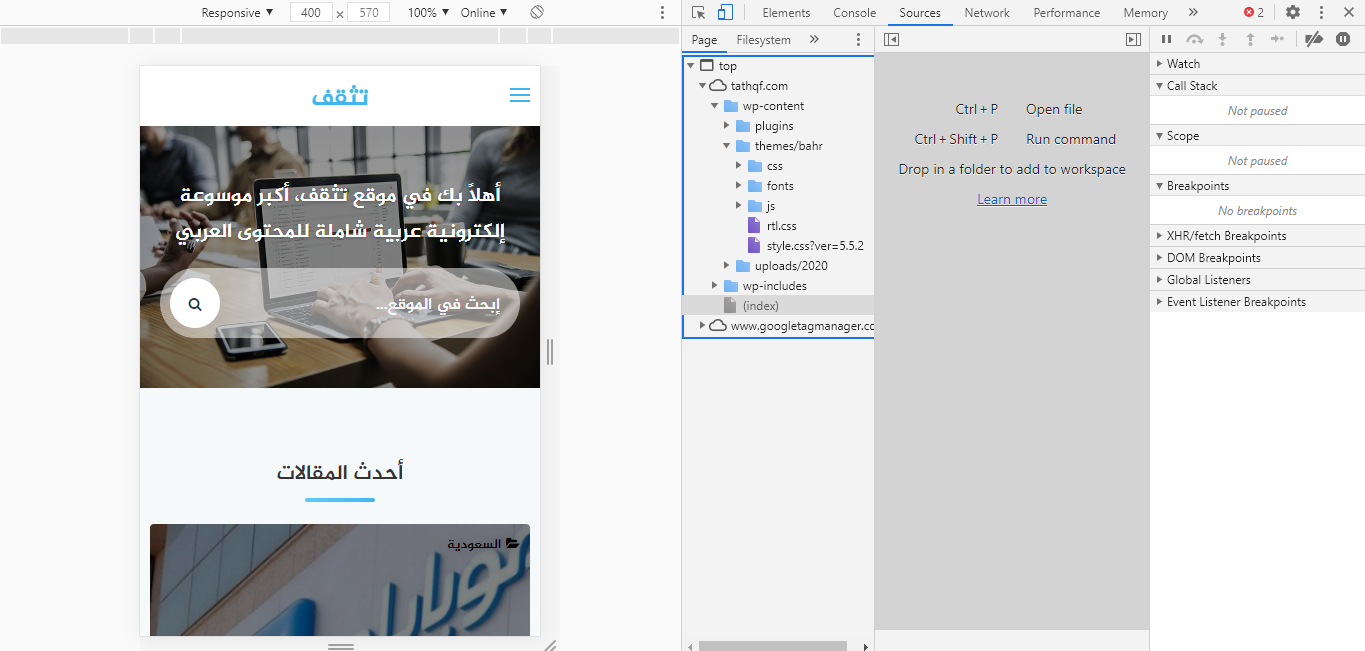 Responsive ▼ 400 × 570 100% ▼ Online ▼
تثقف
أهلاً بك في موقع تثقف، أكبر موسوعة
إلكترونية عربية شاملة للمحتوى العربي
إبحث في الموقع...
أحدث المقالات
السعودية
Elements Console Sources Network Performance Memory » 2
Page Filesystem »
top
tathqf.com
wp-content
plugins
themes/bahr
css
fonts
js
rtl.css
style.css?ver=5.5.2
uploads/2020
wp-includes
(index)
www.googletagmanager.cc
Ctrl + P Open file
Ctrl + Shift + P Run command
Drop in a folder to add to workspace
Learn more
Watch
Call Stack
Not paused
Scope
Not paused
Breakpoints
No breakpoints
XHR/fetch Breakpoints
DOM Breakpoints
Global Listeners
Event Listener Breakpoints